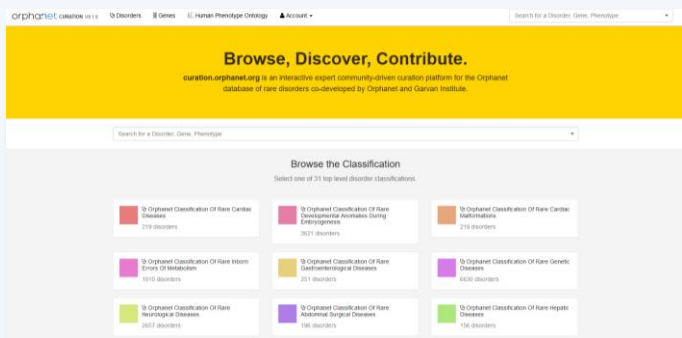 orphanet CURATION
Disorders
Genes
Human Phenotype Ontology
Account
Search for a Disorder, Gene, Phenotype
Browse, Discover, Contribute.
curation.orphanet.org is an interactive expert community-driven curation platform for the Orphanet
database of rare disorders co-developed by Orphanet and Garvan Institute.
Search for a Disorder, Gene, Phenotype
Browse the Classification
Select one of 31 top level disorder classifications.
Orphanet Classification Of Rare Cardiac
Diseases
219 disorders
Orphanet Classification Of Rare
Developmental Anomalies During
Embryogenesis
3621 disorders
Orphanet Classification Of Rare Cardiac
Malformations
disorders
Orphanet Classification Of Rare Inborn
Errors Of Metabolism
disorders
Orphanet Classification Of Rare
Gastroenterological Diseases
251 disorders
Orphanet Classification Of Rare Genetic
Diseases
disorders
Orphanet Classification Of Rare
Neurological Diseases
disorders
Orphanet Classification Of Rare
Abdominal Surgical Diseases
disorders
Orphanet Classification Of Rare Hepatic
Diseases
disorders